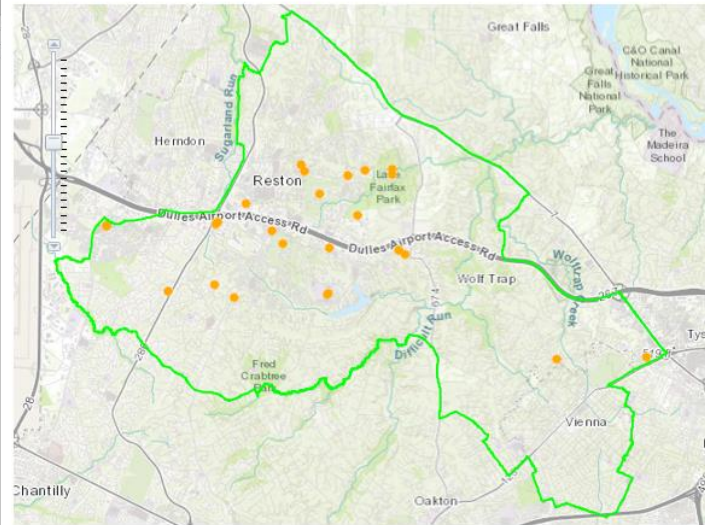 28
Great Falls
C&O Canal
National
Historical Park
Great
Falls
National
Park
The
Madeira
School
Sugarland Run
Herndon
Reston
Lake
Fairfax
Park
7
Dulles Airport Access Rd
Dulles Airport Access Rd
Wolf Trap
Wolftrap Creek
267
674
Difficult Run
Tys
286
Fred
Crabtree
Park
28
Vienna
123
Chantilly
Oakton